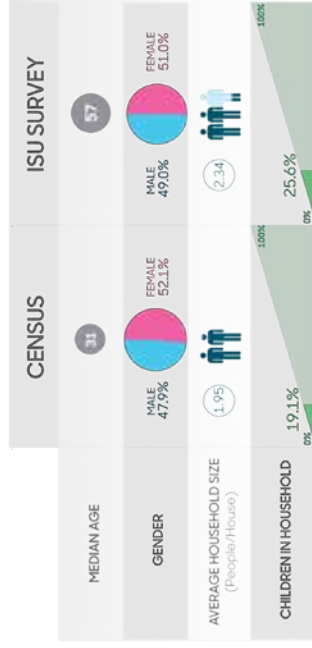 CENSUS
ISU SURVEY
MEDIAN AGE
31
57
GENDER
MALE
47.9%
FEMALE
52.1%
MALE
49.0%
FEMALE
51.0%
AVERAGE HOUSEHOLD SIZE
(People/House)
1.95
2.34
CHILDREN IN HOUSEHOLD
0%
19.1%
100%
0%
25.6%
100%